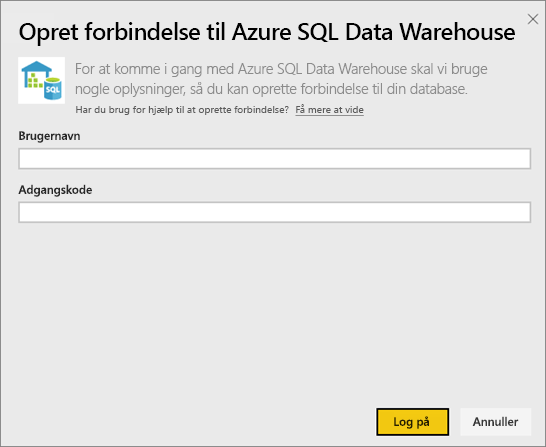 Opret forbindelse til Azure SQL Data Warehouse
For at komme i gang med Azure SQL Data Warehouse skal vi bruge
nogle oplysninger, så du kan oprette forbindelse til din database.
SQL
Har du brug for hjælp til at oprette forbindelse? Få mere at vide
Brugernavn
Adgangskode
Log på
Annuller